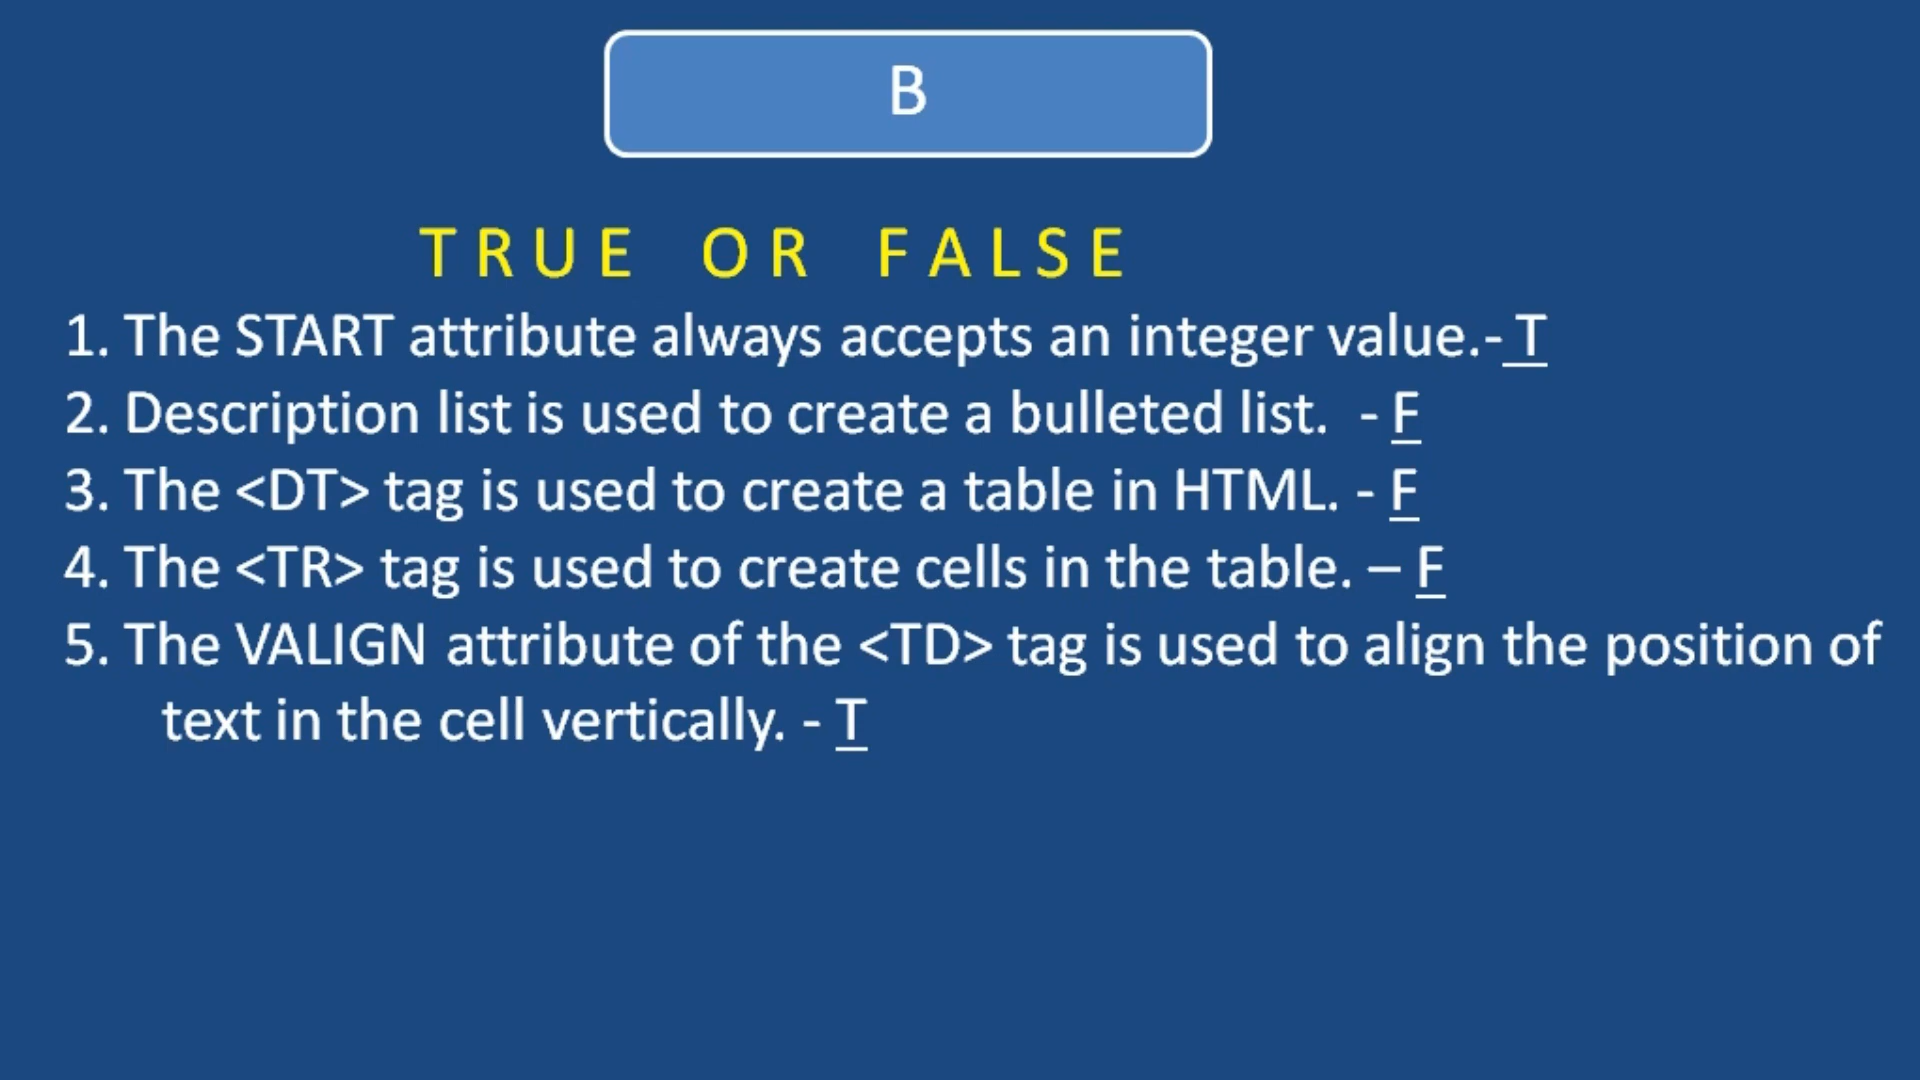 B
TRUE OR FALSE
1. The START attribute always accepts an integer value.- T
2. Description list is used to create a bulleted list. - F
3. The <DT> tag is used to create a table in HTML. - F
4. The <TR> tag is used to create cells in the table. – F
5. The VALIGN attribute of the <TD> tag is used to align the position of
text in the cell vertically. - T